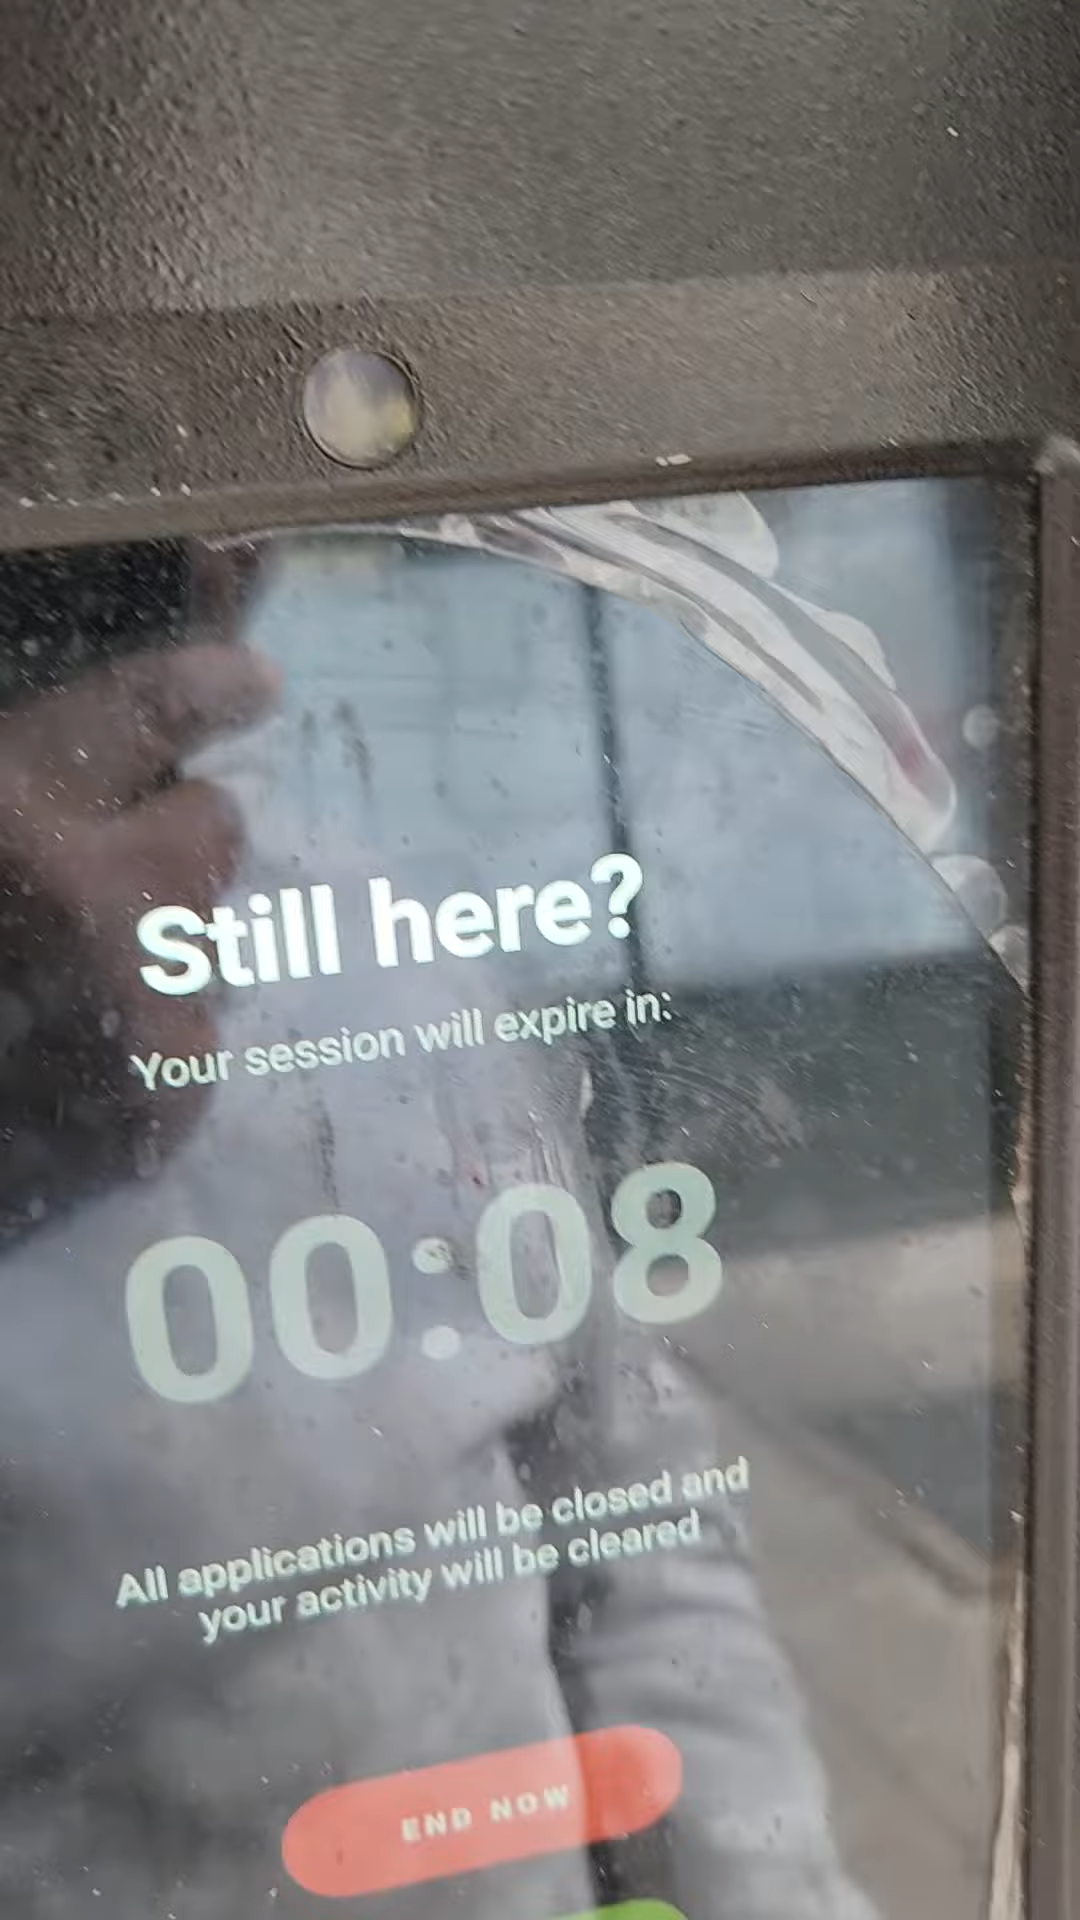 Still here?
Your session will expire in:
00:08
All applications will be closed and
your activity will be cleared
END NOW